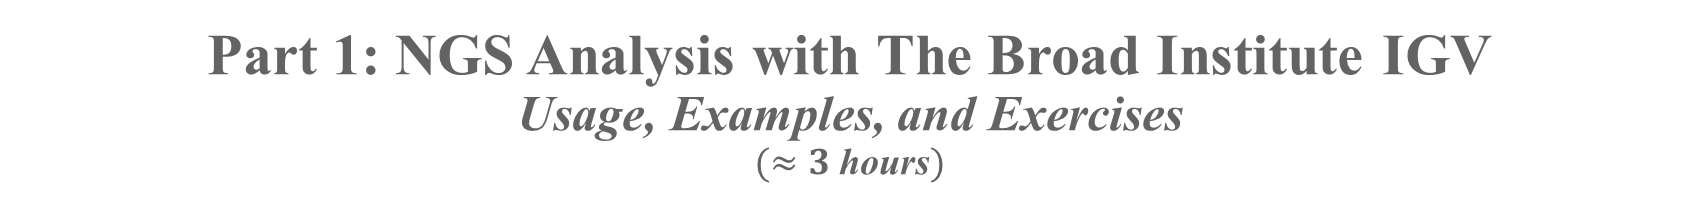 Part 1: NGS Analysis with The Broad Institute IGV
Usage, Examples, and Exercises
(≈ 3 hours)